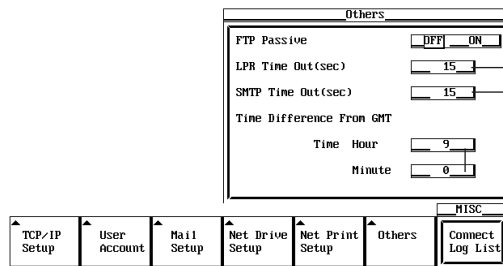 Others
FTP Passive OFF ON
LPR Time Out(sec) 15
SMTP Time Out(sec) 15
Time Difference From GMT
Time Hour 9
Minute 0
MISC
TCP/IP Setup
User Account
Mail Setup
Net Drive Setup
Net Print Setup
Others
Connect Log List